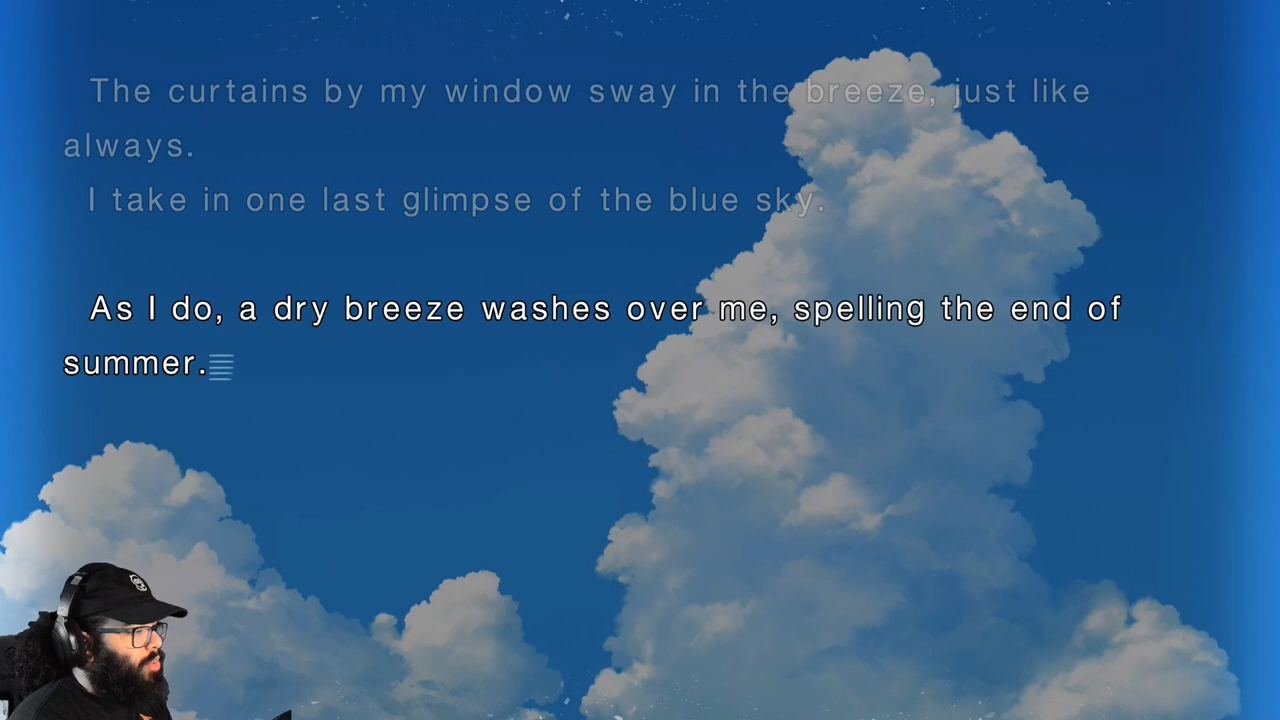 The curtains by my window sway in the breeze, just like
always.
I take in one last glimpse of the blue sky.
As I do, a dry breeze washes over me, spelling the end of
summer.